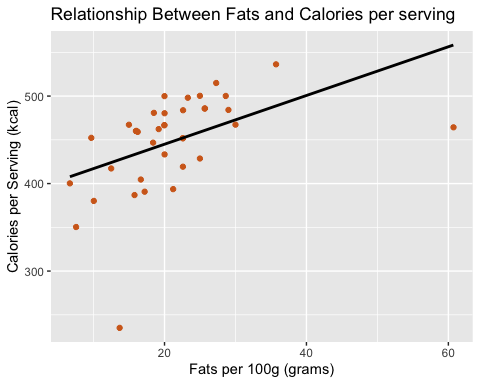 Relationship Between Fats and Calories per serving
500
400
300
Calories per Serving (kcal)
20
40
60
Fats per 100g (grams)